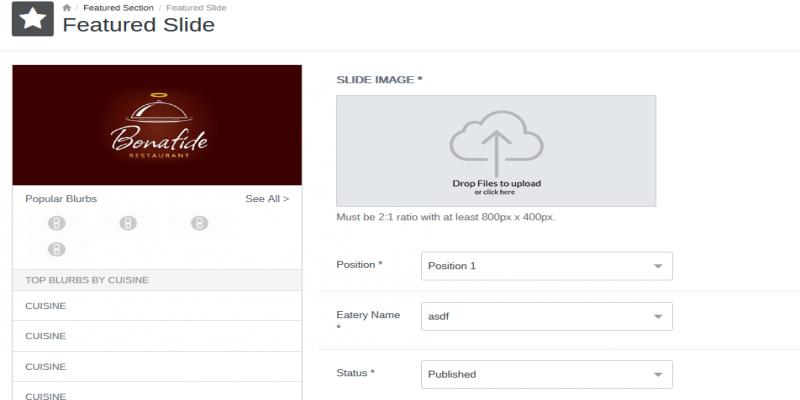 / Featured Section / Featured Slide
Featured Slide
Bonafide
RESTAURANT
Popular Blurbs See All >
TOP BLURBS BY CUISINE
CUISINE
CUISINE
CUISINE
CUISINE
SLIDE IMAGE *
Drop Files to upload
or click here
Must be 2:1 ratio with at least 800px x 400px.
Position * Position 1
Eatery Name
* asdf
Status * Published